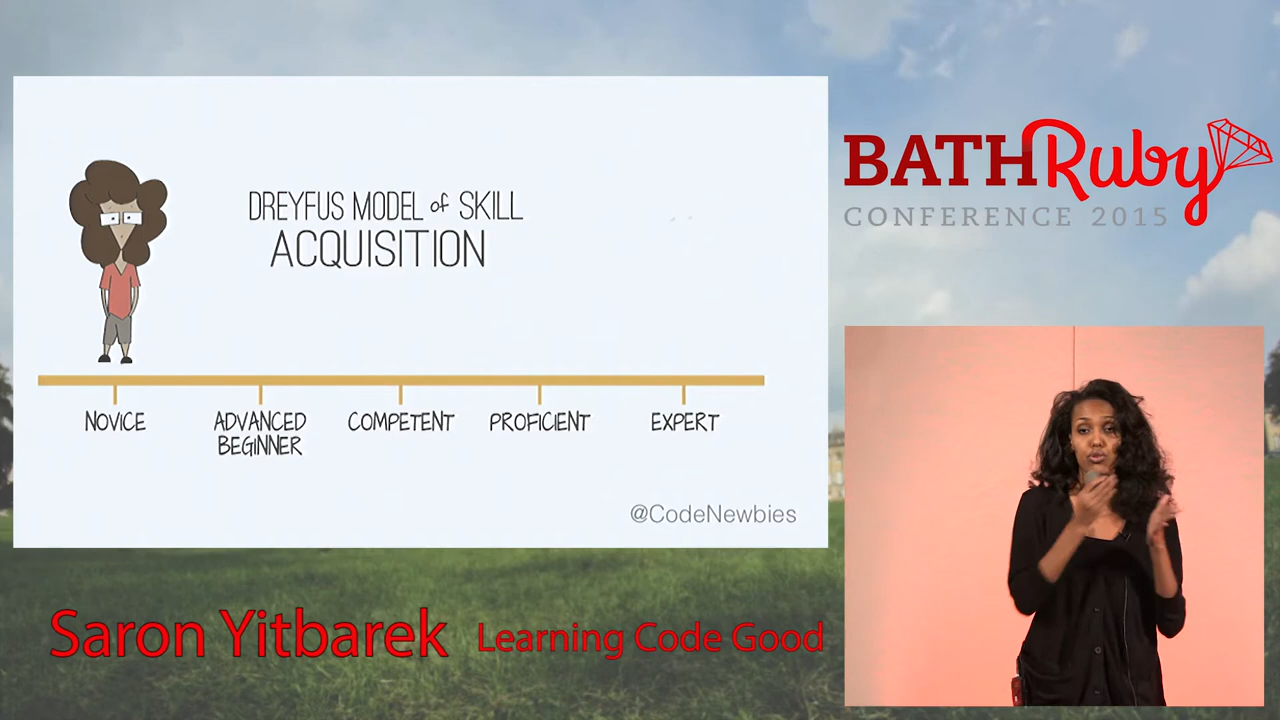 DREYFUS MODEL of SKILL
ACQUISITION
NOVICE
ADVANCED
BEGINNER
COMPETENT
PROFICIENT
EXPERT
@CodeNewbies
BATHRuby
CONFERENCE 2015
Saron Yitbarek
Learning Code Good